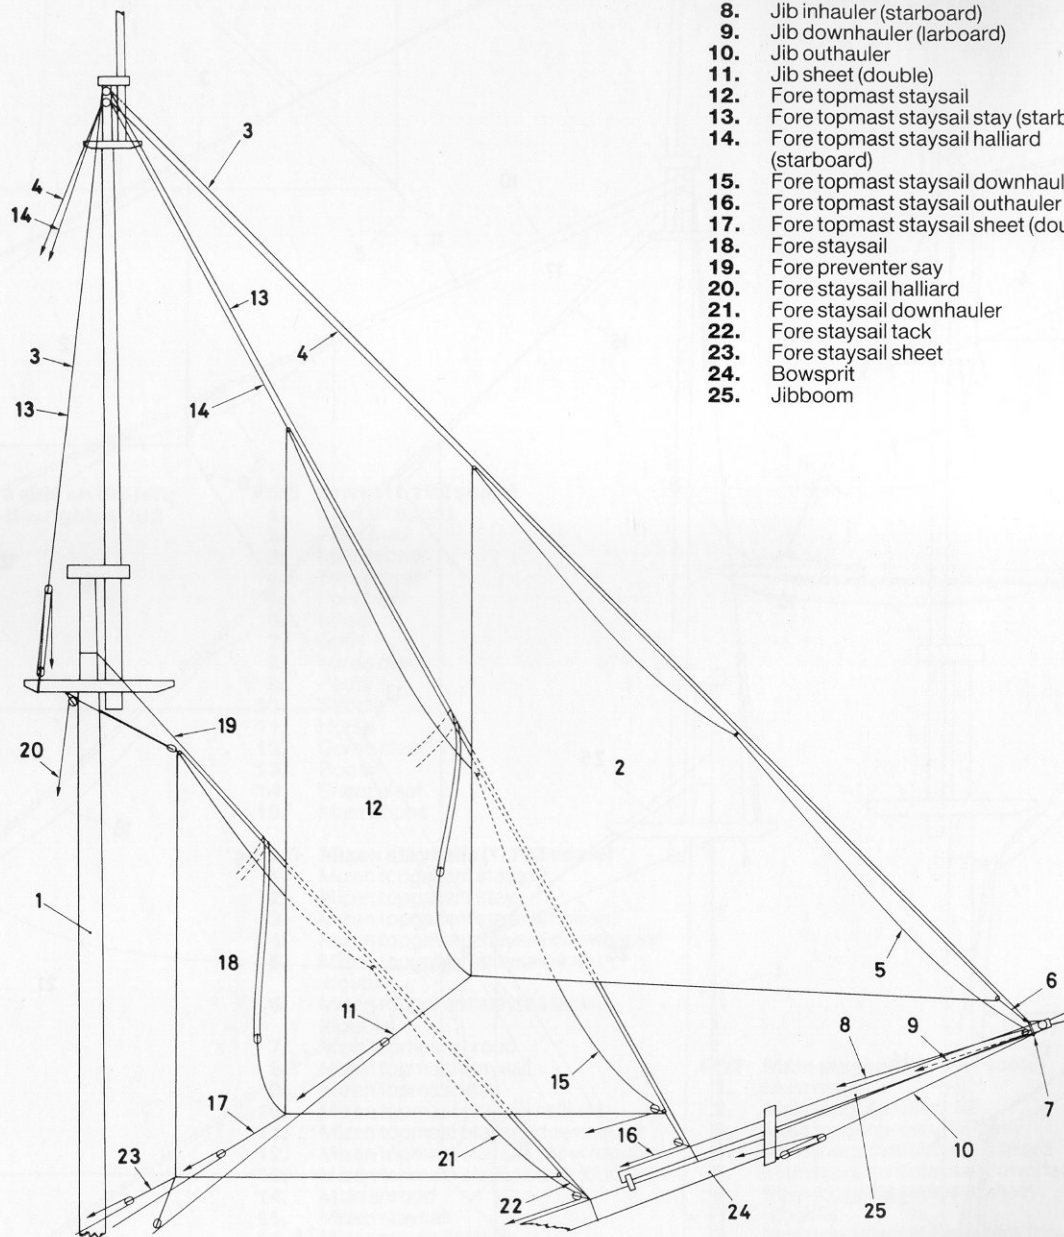 8. Jib inhauler (starboard)
9. Jib downhauler (larboard)
10. Jib outhauler
11. Jib sheet (double)
12. Fore topmast staysail
13. Fore topmast staysail stay (starb
14. Fore topmast staysail halliard
(starboard)
15. Fore topmast staysail downhaul
16. Fore topmast staysail outhauler
17. Fore topmast staysail sheet (dou
18. Fore staysail
19. Fore preventer say
20. Fore staysail halliard
21. Fore staysail downhauler
22. Fore staysail tack
23. Fore staysail sheet
24. Bowsprit
25. Jibboom
3
4
14
13
3
4
14
13
19
20
2
12
1
18
5
6
11
8
9
15
7
17
16
10
23
21
22
24
25